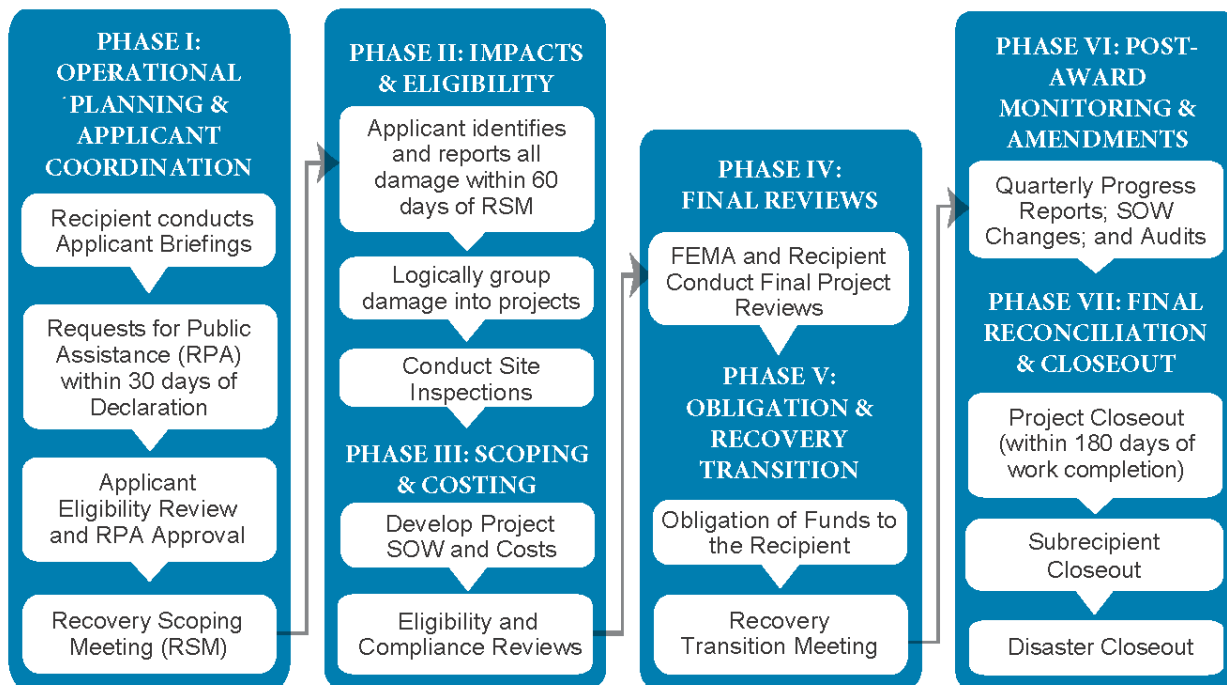 PHASE I:
OPERATIONAL
PLANNING &
APPLICANT
COORDINATION
Recipient conducts
Applicant Briefings
Requests for Public
Assistance (RPA)
within 30 days of
Declaration
Applicant
Eligibility Review
and RPA Approval
Recovery Scoping
Meeting (RSM)
PHASE II: IMPACTS
& ELIGIBILITY
Applicant identifies
and reports all
damage within 60
days of RSM
Logically group
damage into projects
Conduct Site
Inspections
PHASE III: SCOPING
& COSTING
Develop Project
SOW and Costs
Eligibility and
Compliance Reviews
PHASE IV:
FINAL REVIEWS
FEMA and Recipient
Conduct Final Project
Reviews
PHASE V:
OBLIGATION &
RECOVERY
TRANSITION
Obligation of Funds to
the Recipient
Recovery
Transition Meeting
PHASE VI: POST-
AWARD
MONITORING &
AMENDMENTS
Quarterly Progress
Reports; SOW
Changes; and Audits
PHASE VII: FINAL
RECONCILIATION
& CLOSEOUT
Project Closeout
(within 180 days of
work completion)
Subrecipient
Closeout
Disaster Closeout